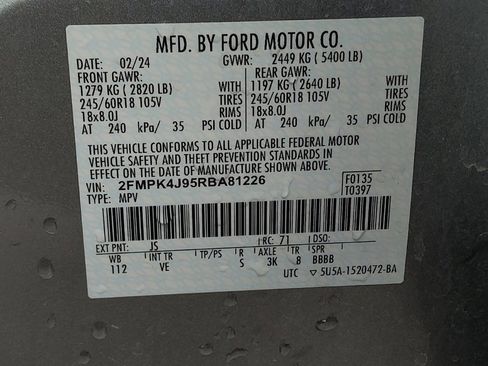 MFD. BY FORD MOTOR CO.
DATE: 02/24 GVWR: 2449 KG ( 5400 LB)
FRONT GAWR: REAR GAWR:
1279 KG ( 2820 LB) 1197 KG ( 2640 LB)
245/60R18 105V TIRES 245/60R18 105V TIRES
18x8.0J RIMS 18x8.0J RIMS
AT 240 kPa/ 35 PSI COLD AT 240 kPa/ 35 PSI COLD
THIS VEHICLE CONFORMS TO ALL APPLICABLE FEDERAL MOTOR
VEHICLE SAFETY AND THEFT PREVENTION STANDARDS IN EFFECT
ON THE DATE OF MANUFACTURE SHOWN ABOVE.
VIN: 2FMPK4J95RBA81226 F0135
TYPE: MPV T0397
EXT PNT: JS RC: 71 DSO:
WB INT TR TP/PS R AXLE TR SPR
112 VE S 3K 8 BBBB
UTC 5U5A-1520472-BA